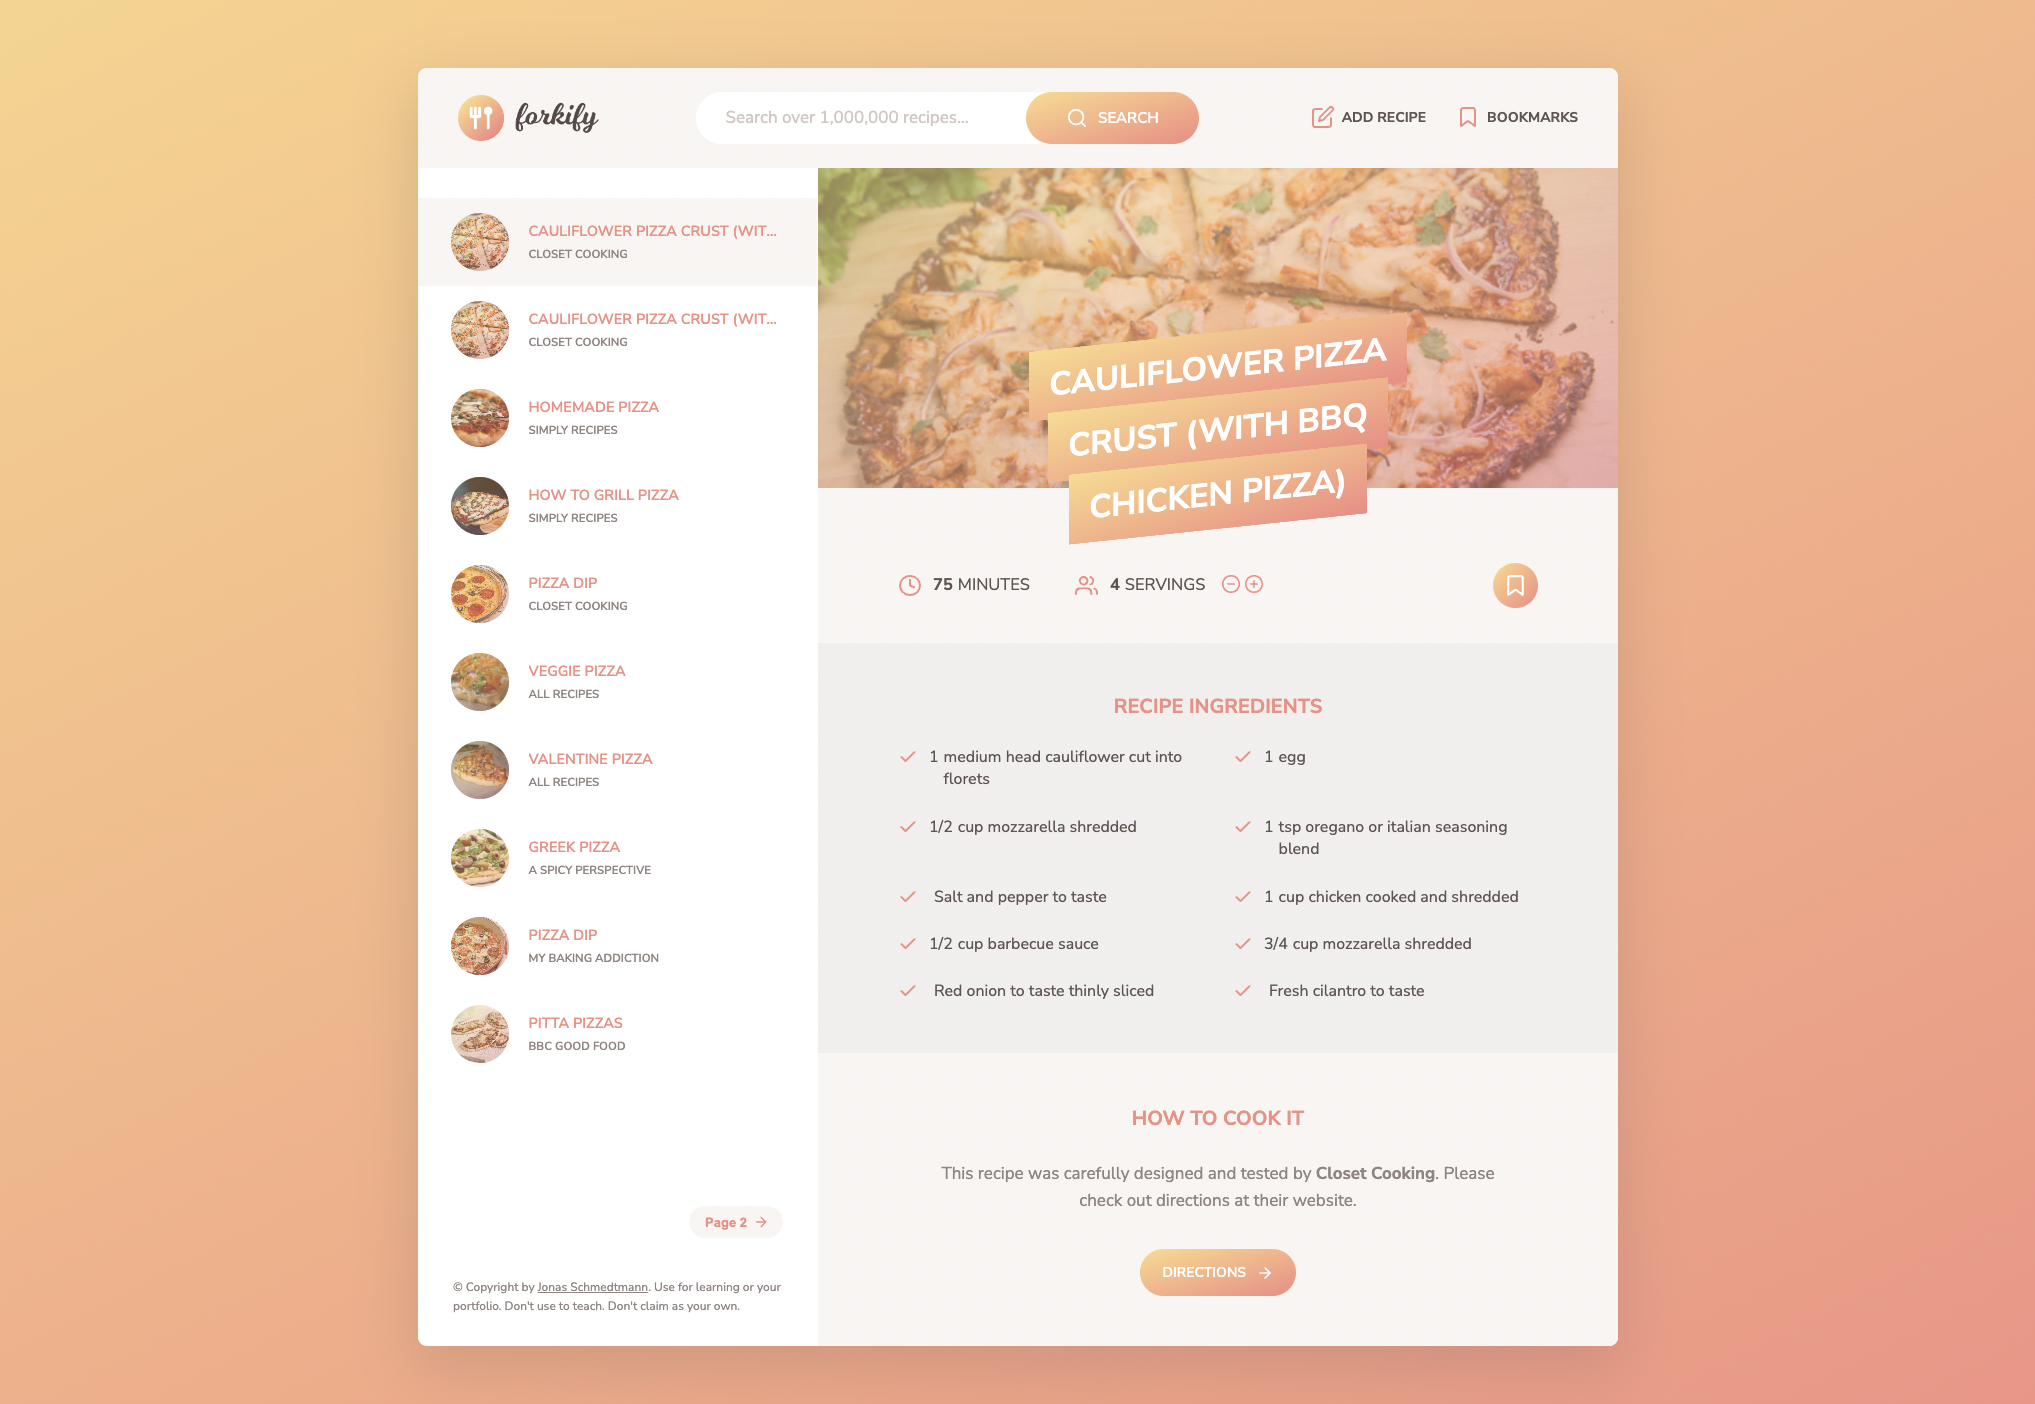 forkify
Search over 1,000,000 recipes...
SEARCH
ADD RECIPE
BOOKMARKS
CAULIFLOWER PIZZA CRUST (WIT...
CLOSET COOKING
CAULIFLOWER PIZZA CRUST (WIT...
CLOSET COOKING
HOMEMADE PIZZA
SIMPLY RECIPES
HOW TO GRILL PIZZA
SIMPLY RECIPES
PIZZA DIP
CLOSET COOKING
VEGGIE PIZZA
ALL RECIPES
VALENTINE PIZZA
ALL RECIPES
GREEK PIZZA
A SPICY PERSPECTIVE
PIZZA DIP
MY BAKING ADDICTION
PITTA PIZZAS
BBC GOOD FOOD
Page 2
© Copyright by Jonas Schmedtmann. Use for learning or your
portfolio. Don't use to teach. Don't claim as your own.
CAULIFLOWER PIZZA
CRUST (WITH BBQ
CHICKEN PIZZA)
75 MINUTES
4 SERVINGS
RECIPE INGREDIENTS
1 medium head cauliflower cut into
florets
1 egg
1/2 cup mozzarella shredded
1 tsp oregano or italian seasoning
blend
Salt and pepper to taste
1 cup chicken cooked and shredded
1/2 cup barbecue sauce
3/4 cup mozzarella shredded
Red onion to taste thinly sliced
Fresh cilantro to taste
HOW TO COOK IT
This recipe was carefully designed and tested by Closet Cooking. Please
check out directions at their website.
DIRECTIONS